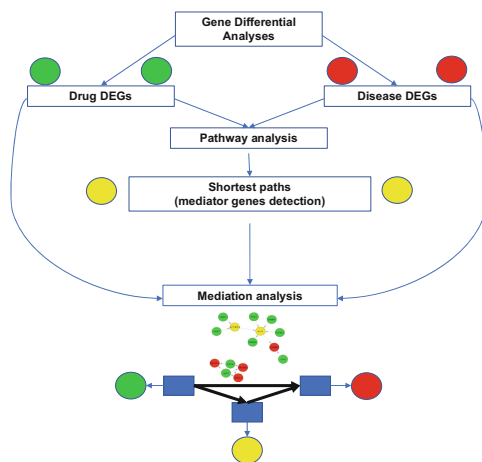 Gene Differential
Analyses
Drug DEGs
Disease DEGs
Pathway analysis
Shortest paths
(mediator genes detection)
Mediation analysis